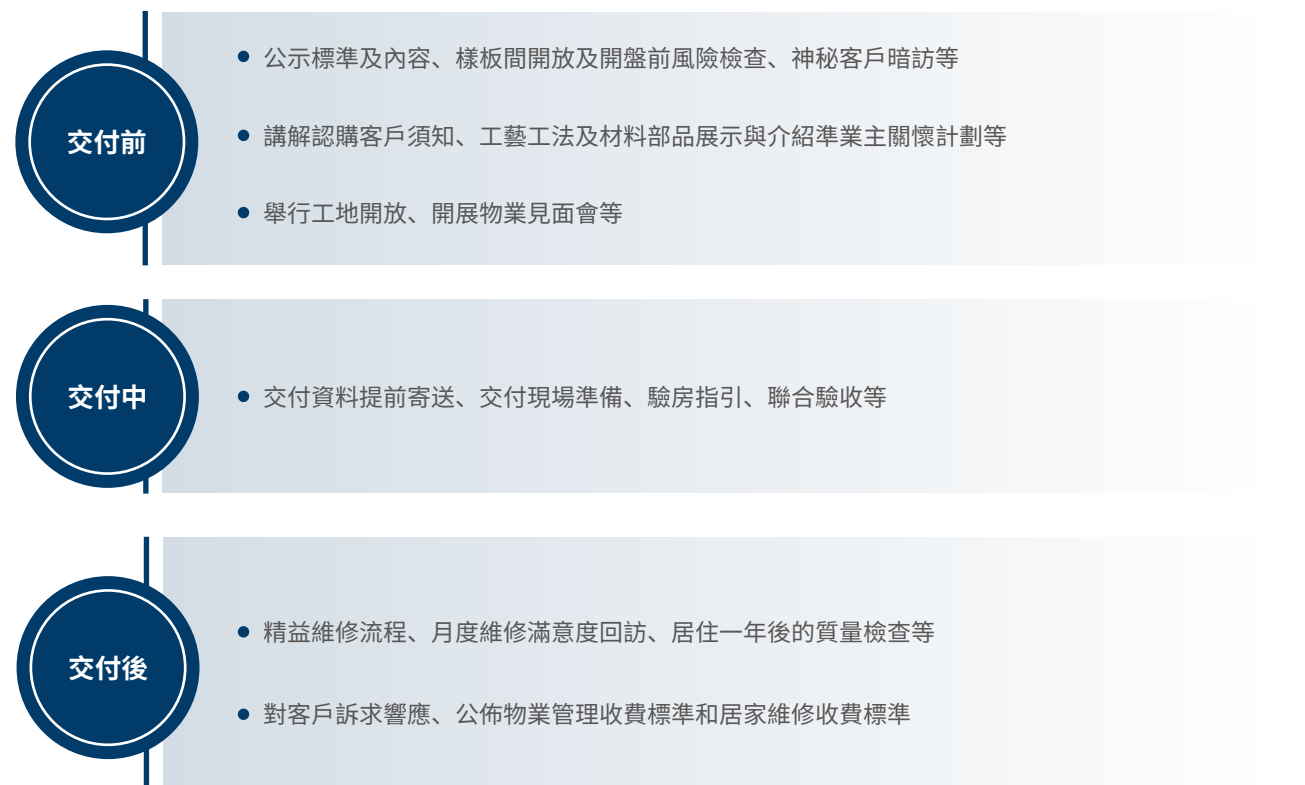 交付前
公示標準及內容、樣板間開放及開盤前風險檢查、神秘客戶暗訪等
講解認購客戶須知、工藝工法及材料部品展示與介紹準業主關懷計劃等
舉行工地開放、開展物業見面會等
交付中
交付資料提前寄送、交付現場準備、驗房指引、聯合驗收等
交付後
精益維修流程、月度維修滿意度回訪、居住一年後的質量檢查等
對客戶訴求響應、公佈物業管理收費標準和居家維修收費標準